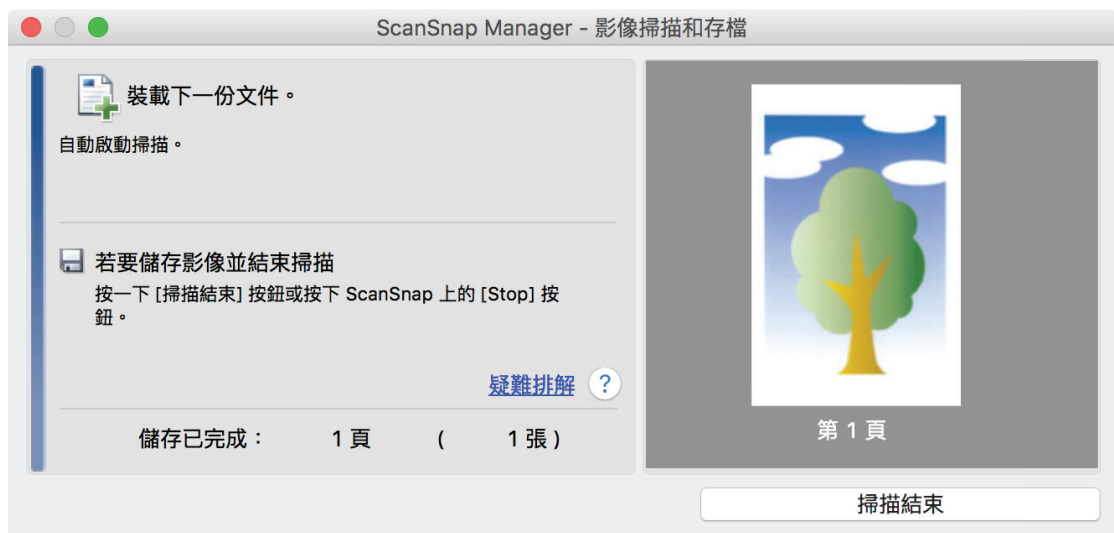 ScanSnap Manager - 影像掃描和存檔
裝載下一份文件。
自動啟動掃描。
若要儲存影像並結束掃描
按一下 [掃描結束] 按鈕或按下 ScanSnap 上的 [Stop] 按
鈕。
疑難排解 ?
儲存已完成： 1 頁 ( 1 張 )
第 1 頁
掃描結束